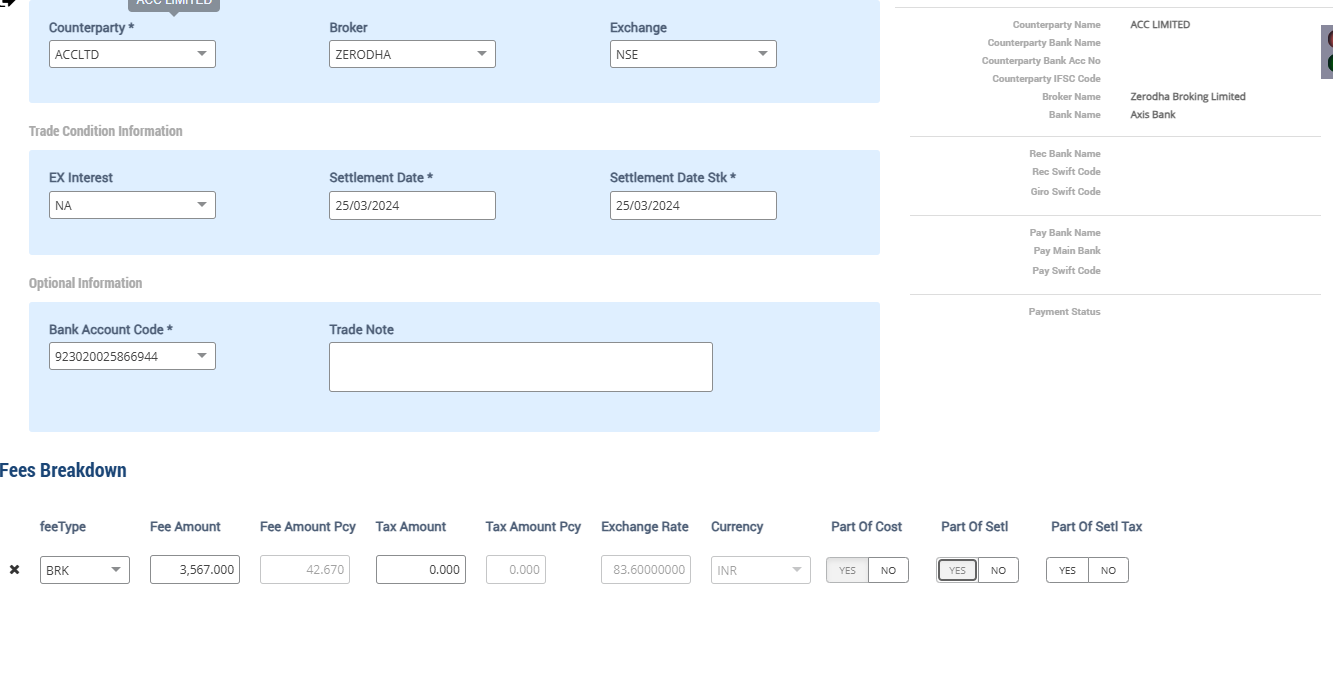 ACC LIMITED
Counterparty * Broker Exchange
ACCLTD ZERODHA NSE
Trade Condition Information
EX Interest Settlement Date * Settlement Date Stk *
NA 25/03/2024 25/03/2024
Optional Information
Bank Account Code * Trade Note
923020025866944
Counterparty Name ACC LIMITED
Counterparty Bank Name
Counterparty Bank Acc No
Counterparty IFSC Code
Broker Name Zerodha Broking Limited
Bank Name Axis Bank
Rec Bank Name
Rec Swift Code
Giro Swift Code
Pay Bank Name
Pay Main Bank
Pay Swift Code
Payment Status
Fees Breakdown
feeType Fee Amount Fee Amount Pcy Tax Amount Tax Amount Pcy Exchange Rate Currency Part Of Cost Part Of Setl Part Of Setl Tax
BRK 3,567.000 42.670 0.000 0.000 83.60000000 INR YES NO YES NO YES NO